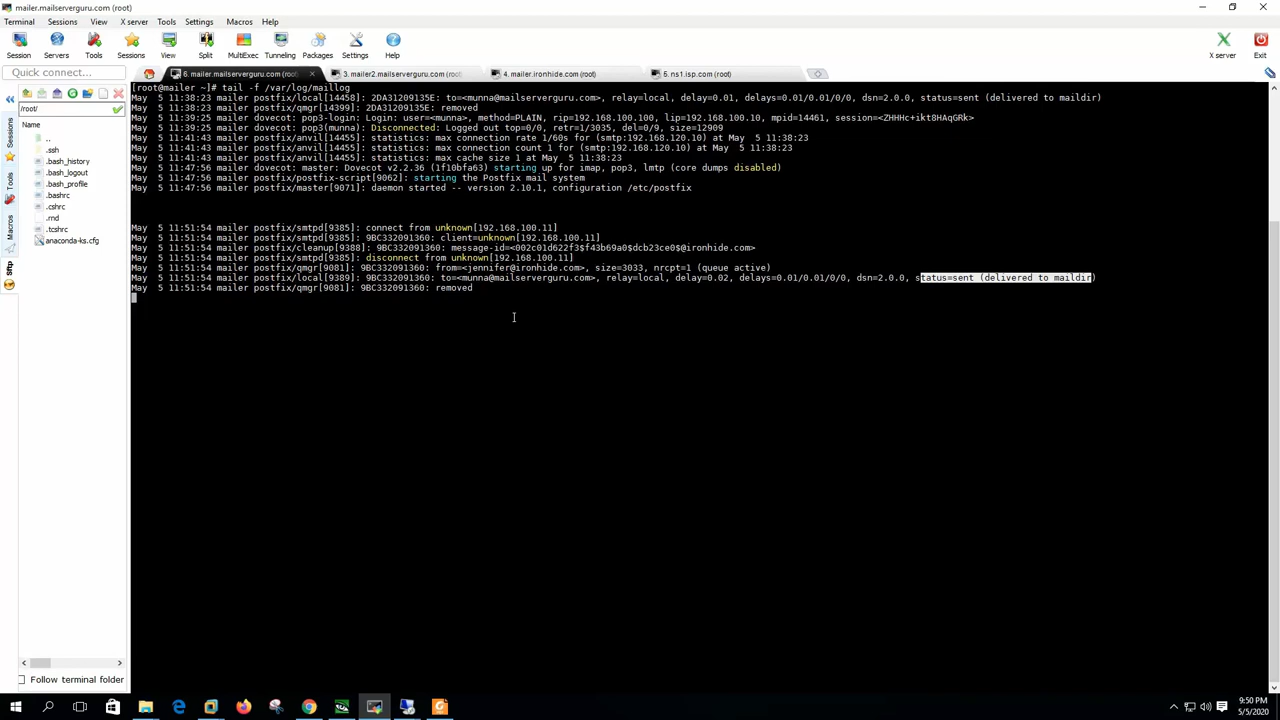 mailer.mailserverguru.com (root)
Terminal Sessions View X server Tools Settings Macros Help
Session Servers Tools Sessions View Split MultiExec Tunneling Packages Settings Help X server Exit
Quick connect...
6. mailer.mailserverguru.com (root)
3. mailer2.mailserverguru.com (root)
4. mailer.ironhide.com (root)
5. ns1.isp.com (root)
/root/
Name
..
.ssh
.bash_history
.bash_logout
.bash_profile
.bashrc
.cshrc
.rnd
.tcshrc
anaconda-ks.cfg
Sessions
Tools
Macros
Sftp
Follow terminal folder
[root@mailer ~]# tail -f /var/log/maillog
May  5 11:38:23 mailer postfix/local[14458]: 2DA31209135E: to=<munna@mailserverguru.com>, relay=local, delay=0.01, delays=0.01/0.01/0/0, dsn=2.0.0, status=sent (delivered to maildir)
May  5 11:38:23 mailer postfix/qmgr[14399]: 2DA31209135E: removed
May  5 11:39:25 mailer dovecot: pop3-login: Login: user=<munna>, method=PLAIN, rip=192.168.100.100, lip=192.168.120.10, mpid=14461, session=<ZHHHc+ikt8HAqGRk>
May  5 11:39:25 mailer dovecot: pop3(munna): Disconnected: Logged out top=0/0, retr=1/3035, del=0/9, size=12909
May  5 11:41:43 mailer postfix/anvil[14455]: statistics: max connection rate 1/60s for (smtp:192.168.120.10) at May  5 11:38:23
May  5 11:41:43 mailer postfix/anvil[14455]: statistics: max connection count 1 for (smtp:192.168.120.10) at May  5 11:38:23
May  5 11:41:43 mailer postfix/anvil[14455]: statistics: max cache size 1 at May  5 11:38:23
May  5 11:47:56 mailer dovecot: master: Dovecot v2.2.36 (1f10bfa63) starting up for imap, pop3, lmtp (core dumps disabled)
May  5 11:47:56 mailer postfix/postfix-script[9062]: starting the Postfix mail system
May  5 11:47:56 mailer postfix/master[9071]: daemon started -- version 2.10.1, configuration /etc/postfix
May  5 11:51:54 mailer postfix/smtpd[9385]: connect from unknown[192.168.100.11]
May  5 11:51:54 mailer postfix/smtpd[9385]: 9BC332091360: client=unknown[192.168.100.11]
May  5 11:51:54 mailer postfix/cleanup[9388]: 9BC332091360: message-id=<002c01d622f3$f43b69a0$dcb23ce0$@ironhide.com>
May  5 11:51:54 mailer postfix/smtpd[9385]: disconnect from unknown[192.168.100.11]
May  5 11:51:54 mailer postfix/qmgr[9081]: 9BC332091360: from=<jennifer@ironhide.com>, size=3033, nrcpt=1 (queue active)
May  5 11:51:54 mailer postfix/local[9389]: 9BC332091360: to=<munna@mailserverguru.com>, relay=local, delay=0.02, delays=0.01/0.01/0/0, dsn=2.0.0, status=sent (delivered to maildir)
May  5 11:51:54 mailer postfix/qmgr[9081]: 9BC332091360: removed
9:50 PM
5/5/2020